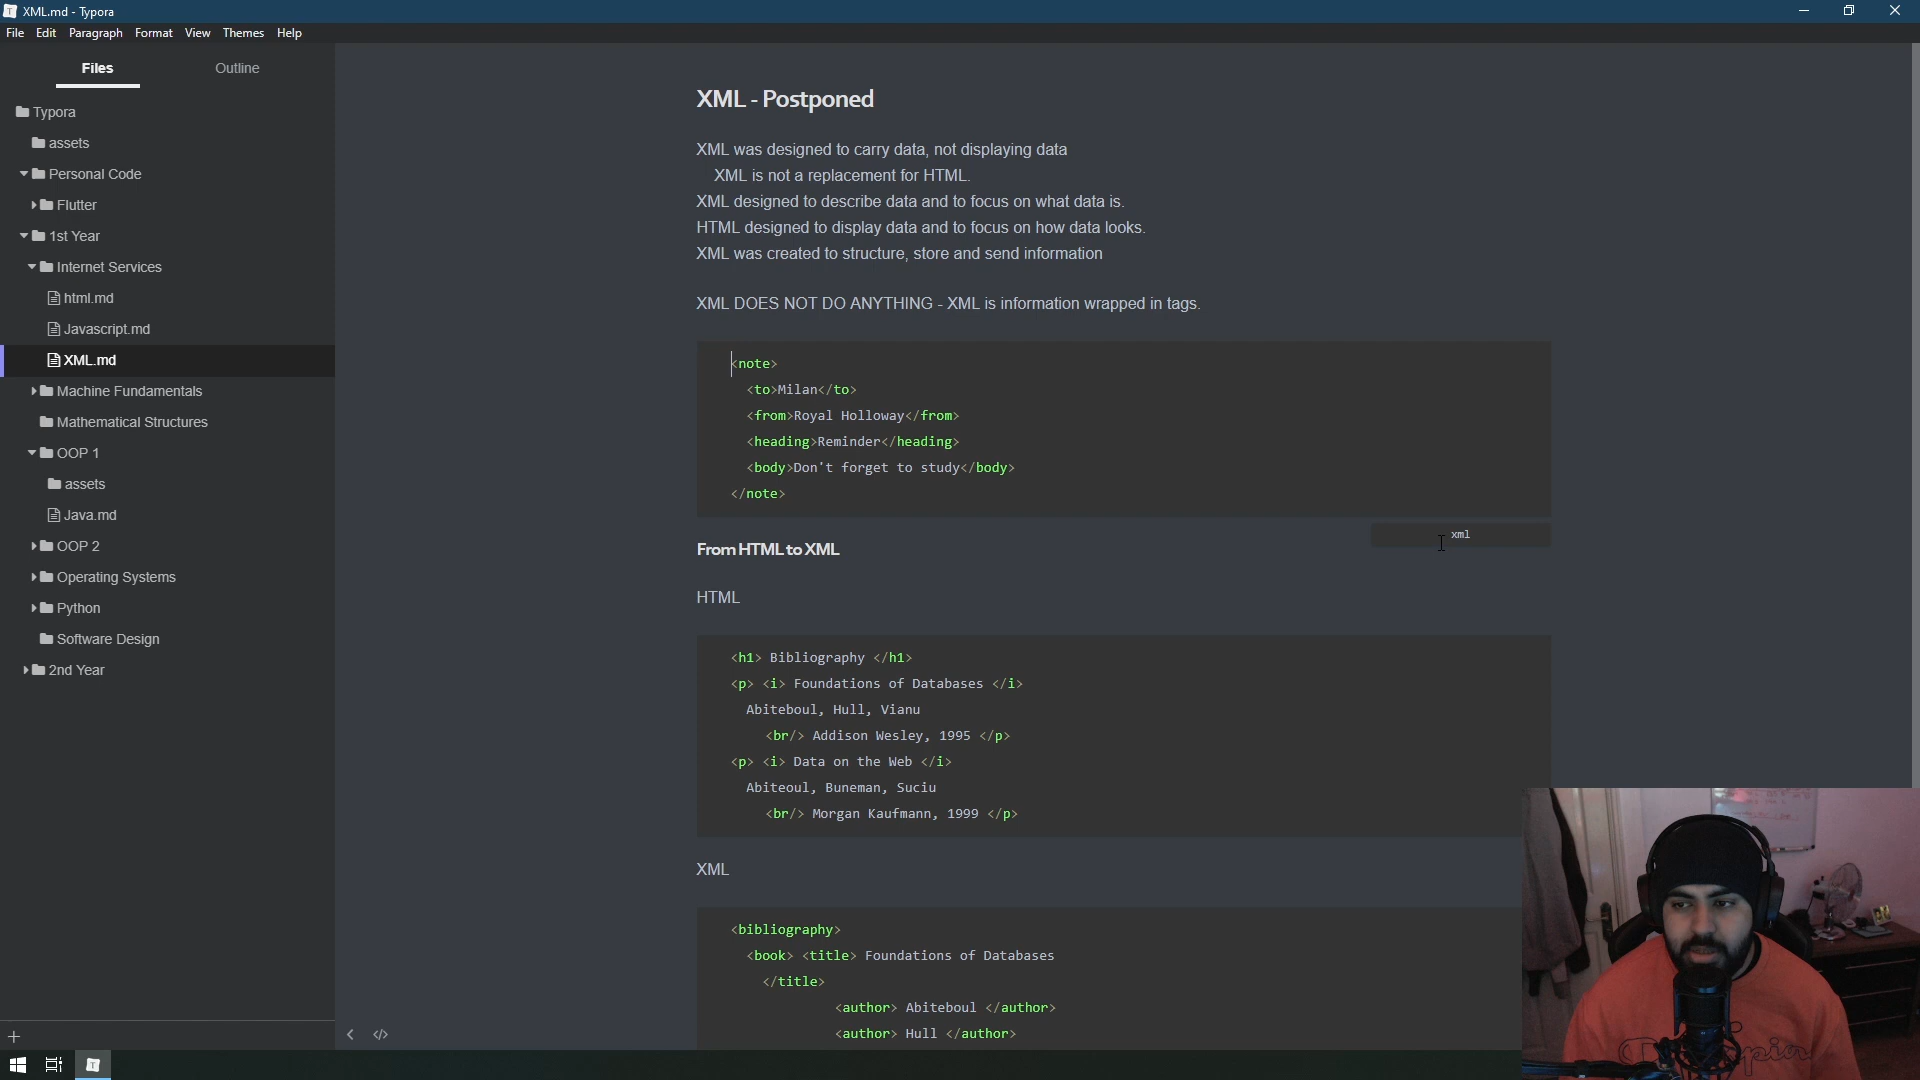 XML.md - Typora
File Edit Paragraph Format View Themes Help
Files Outline
Typora
assets
Personal Code
Flutter
1st Year
Internet Services
html.md
Javascript.md
XML.md
Machine Fundamentals
Mathematical Structures
OOP 1
assets
Java.md
OOP 2
Operating Systems
Python
Software Design
2nd Year
XML - Postponed
XML was designed to carry data, not displaying data
XML is not a replacement for HTML.
XML designed to describe data and to focus on what data is.
HTML designed to display data and to focus on how data looks.
XML was created to structure, store and send information
XML DOES NOT DO ANYTHING - XML is information wrapped in tags.
<note>
<to>Milan</to>
<from>Royal Holloway</from>
<heading>Reminder</heading>
<body>Don't forget to study</body>
</note>
xml
From HTML to XML
HTML
<h1> Bibliography </h1>
<p> <i> Foundations of Databases </i>
Abiteboul, Hull, Vianu
<br/> Addison Wesley, 1995 </p>
<p> <i> Data on the Web </i>
Abiteoul, Buneman, Suciu
<br/> Morgan Kaufmann, 1999 </p>
XML
<bibliography>
<book> <title> Foundations of Databases
</title>
<author> Abiteboul </author>
<author> Hull </author>